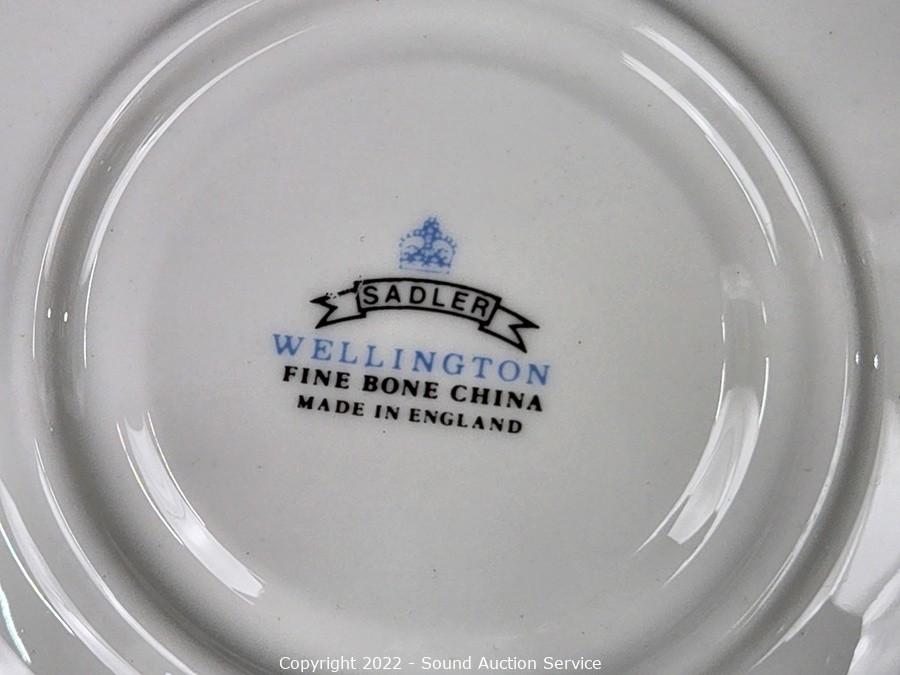 SADLER
WELLINGTON
FINE BONE CHINA
MADE IN ENGLAND
Copyright 2022 - Sound Auction Service